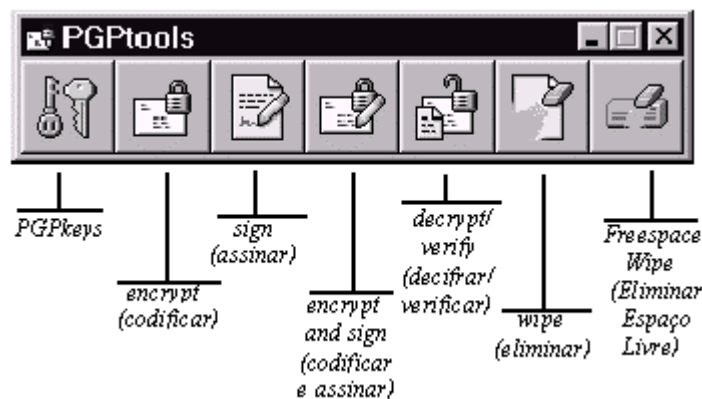 PGPtools
PGPkeys
encrypt
(codificar)
sign
(assinar)
encrypt
and sign
(codificar
e assinar)
decrypt/
verify
(decifrar/
verificar)
wipe
(eliminar)
Freespace
Wipe
(Eliminar
Espaço
Livre)